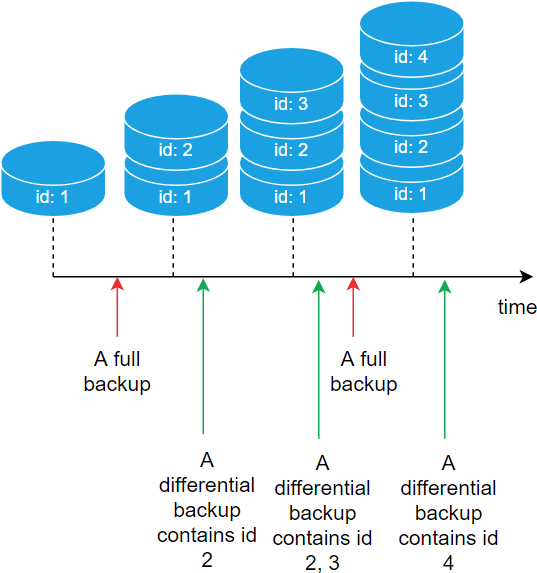 id: 4
id: 3
id: 3
id: 2
id: 2
id: 2
id: 1
id: 1
id: 1
id: 1
time
A full
backup
A full
backup
A
differential
backup
contains id
2
A
differential
backup
contains id
2, 3
A
differential
backup
contains id
4